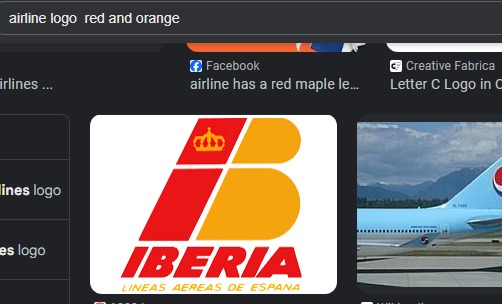 airline logo red and orange
Facebook
Creative Fabrica
irlines ...
airline has a red maple le...
Letter C Logo in C
lines logo
es logo
IBERIA
LINEAS AEREAS DE ESPAÑA